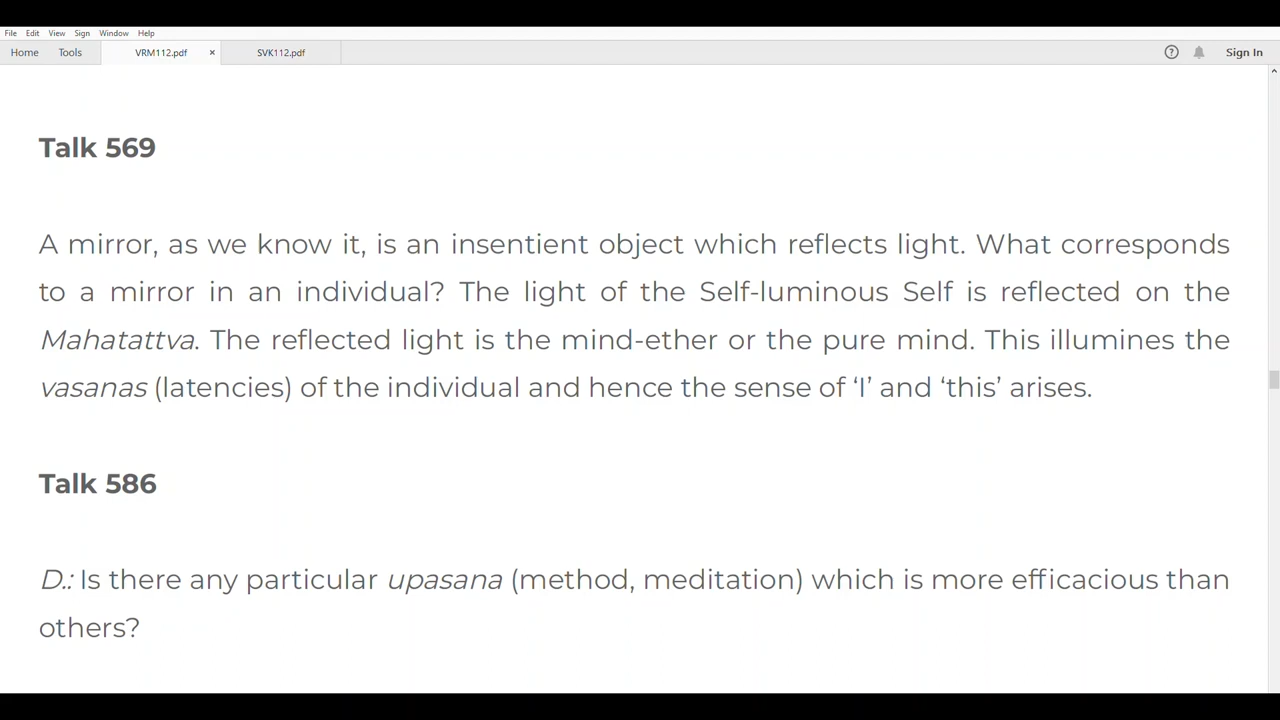 File Edit View Sign Window Help
Home Tools VRM112.pdf × SVK112.pdf ? Sign In
Talk 569
A mirror, as we know it, is an insentient object which reflects light. What corresponds
to a mirror in an individual? The light of the Self-luminous Self is reflected on the
Mahatattva. The reflected light is the mind-ether or the pure mind. This illumines the
vasanas (latencies) of the individual and hence the sense of ‘I’ and ‘this’ arises.
Talk 586
D.: Is there any particular upasana (method, meditation) which is more efficacious than
others?